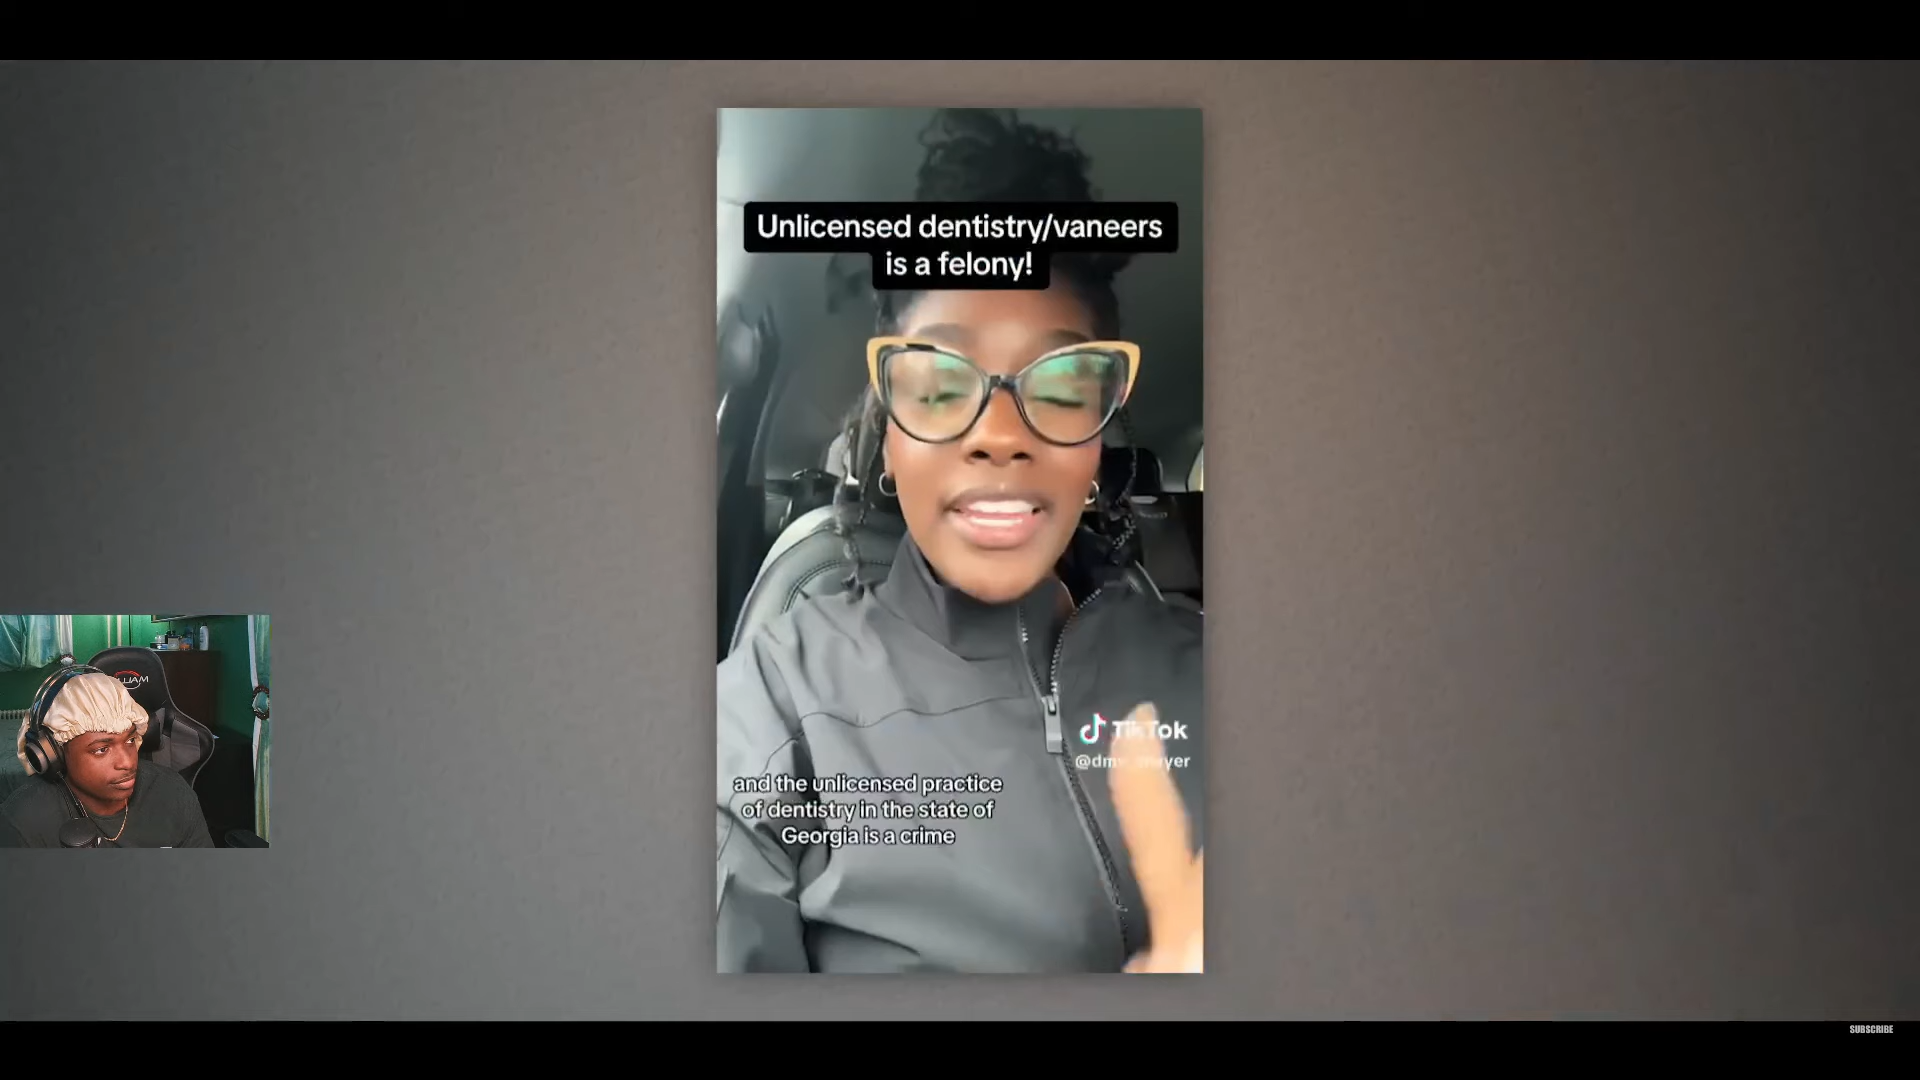 Unlicensed dentistry/vaneers
is a felony!
TikTok
and the unlicensed practice
of dentistry in the state of
Georgia is a crime
SUBSCRIBE